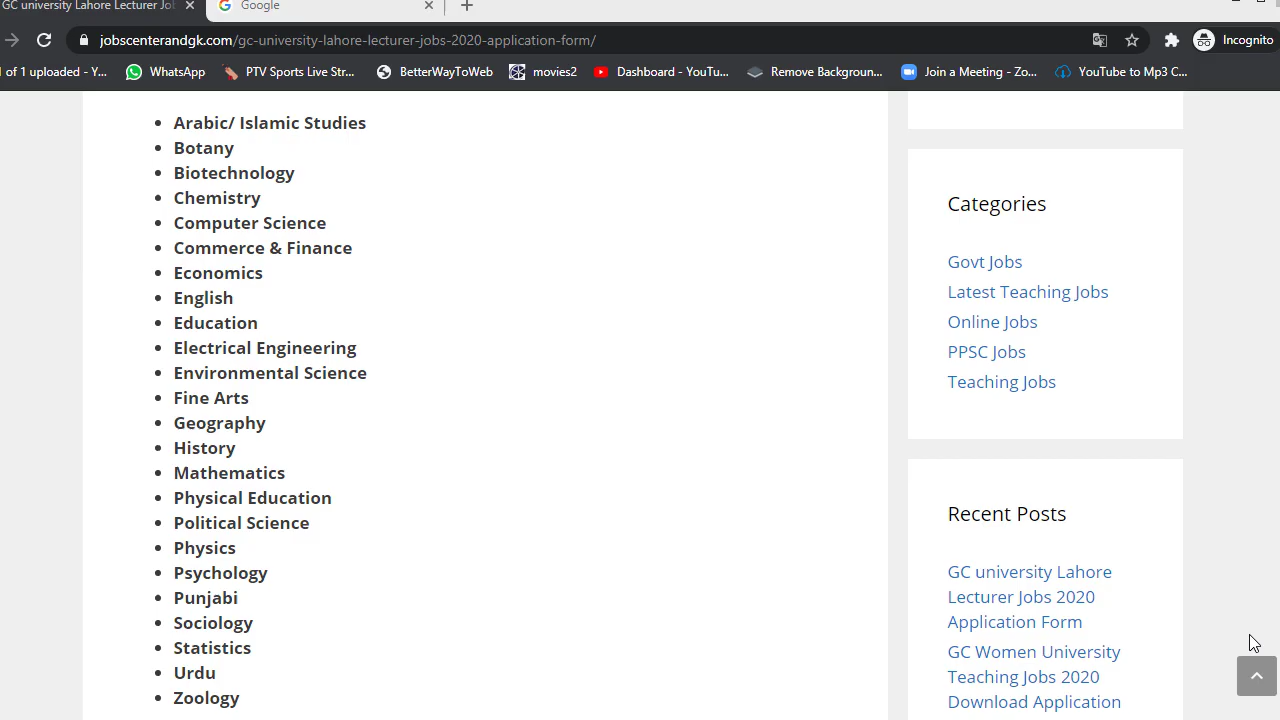 GC university Lahore Lecturer Jo
Google
jobscenterandgk.com/gc-university-lahore-lecturer-jobs-2020-application-form/
Incognito
of 1 uploaded - Y...
WhatsApp
PTV Sports Live Str...
BetterWayToWeb
movies2
Dashboard - YouTu...
Remove Backgroun...
Join a Meeting - Zo...
YouTube to Mp3 C...
Arabic/ Islamic Studies
Botany
Biotechnology
Chemistry
Computer Science
Commerce & Finance
Economics
English
Education
Electrical Engineering
Environmental Science
Fine Arts
Geography
History
Mathematics
Physical Education
Political Science
Physics
Psychology
Punjabi
Sociology
Statistics
Urdu
Zoology
Categories
Govt Jobs
Latest Teaching Jobs
Online Jobs
PPSC Jobs
Teaching Jobs
Recent Posts
GC university Lahore
Lecturer Jobs 2020
Application Form
GC Women University
Teaching Jobs 2020
Download Application